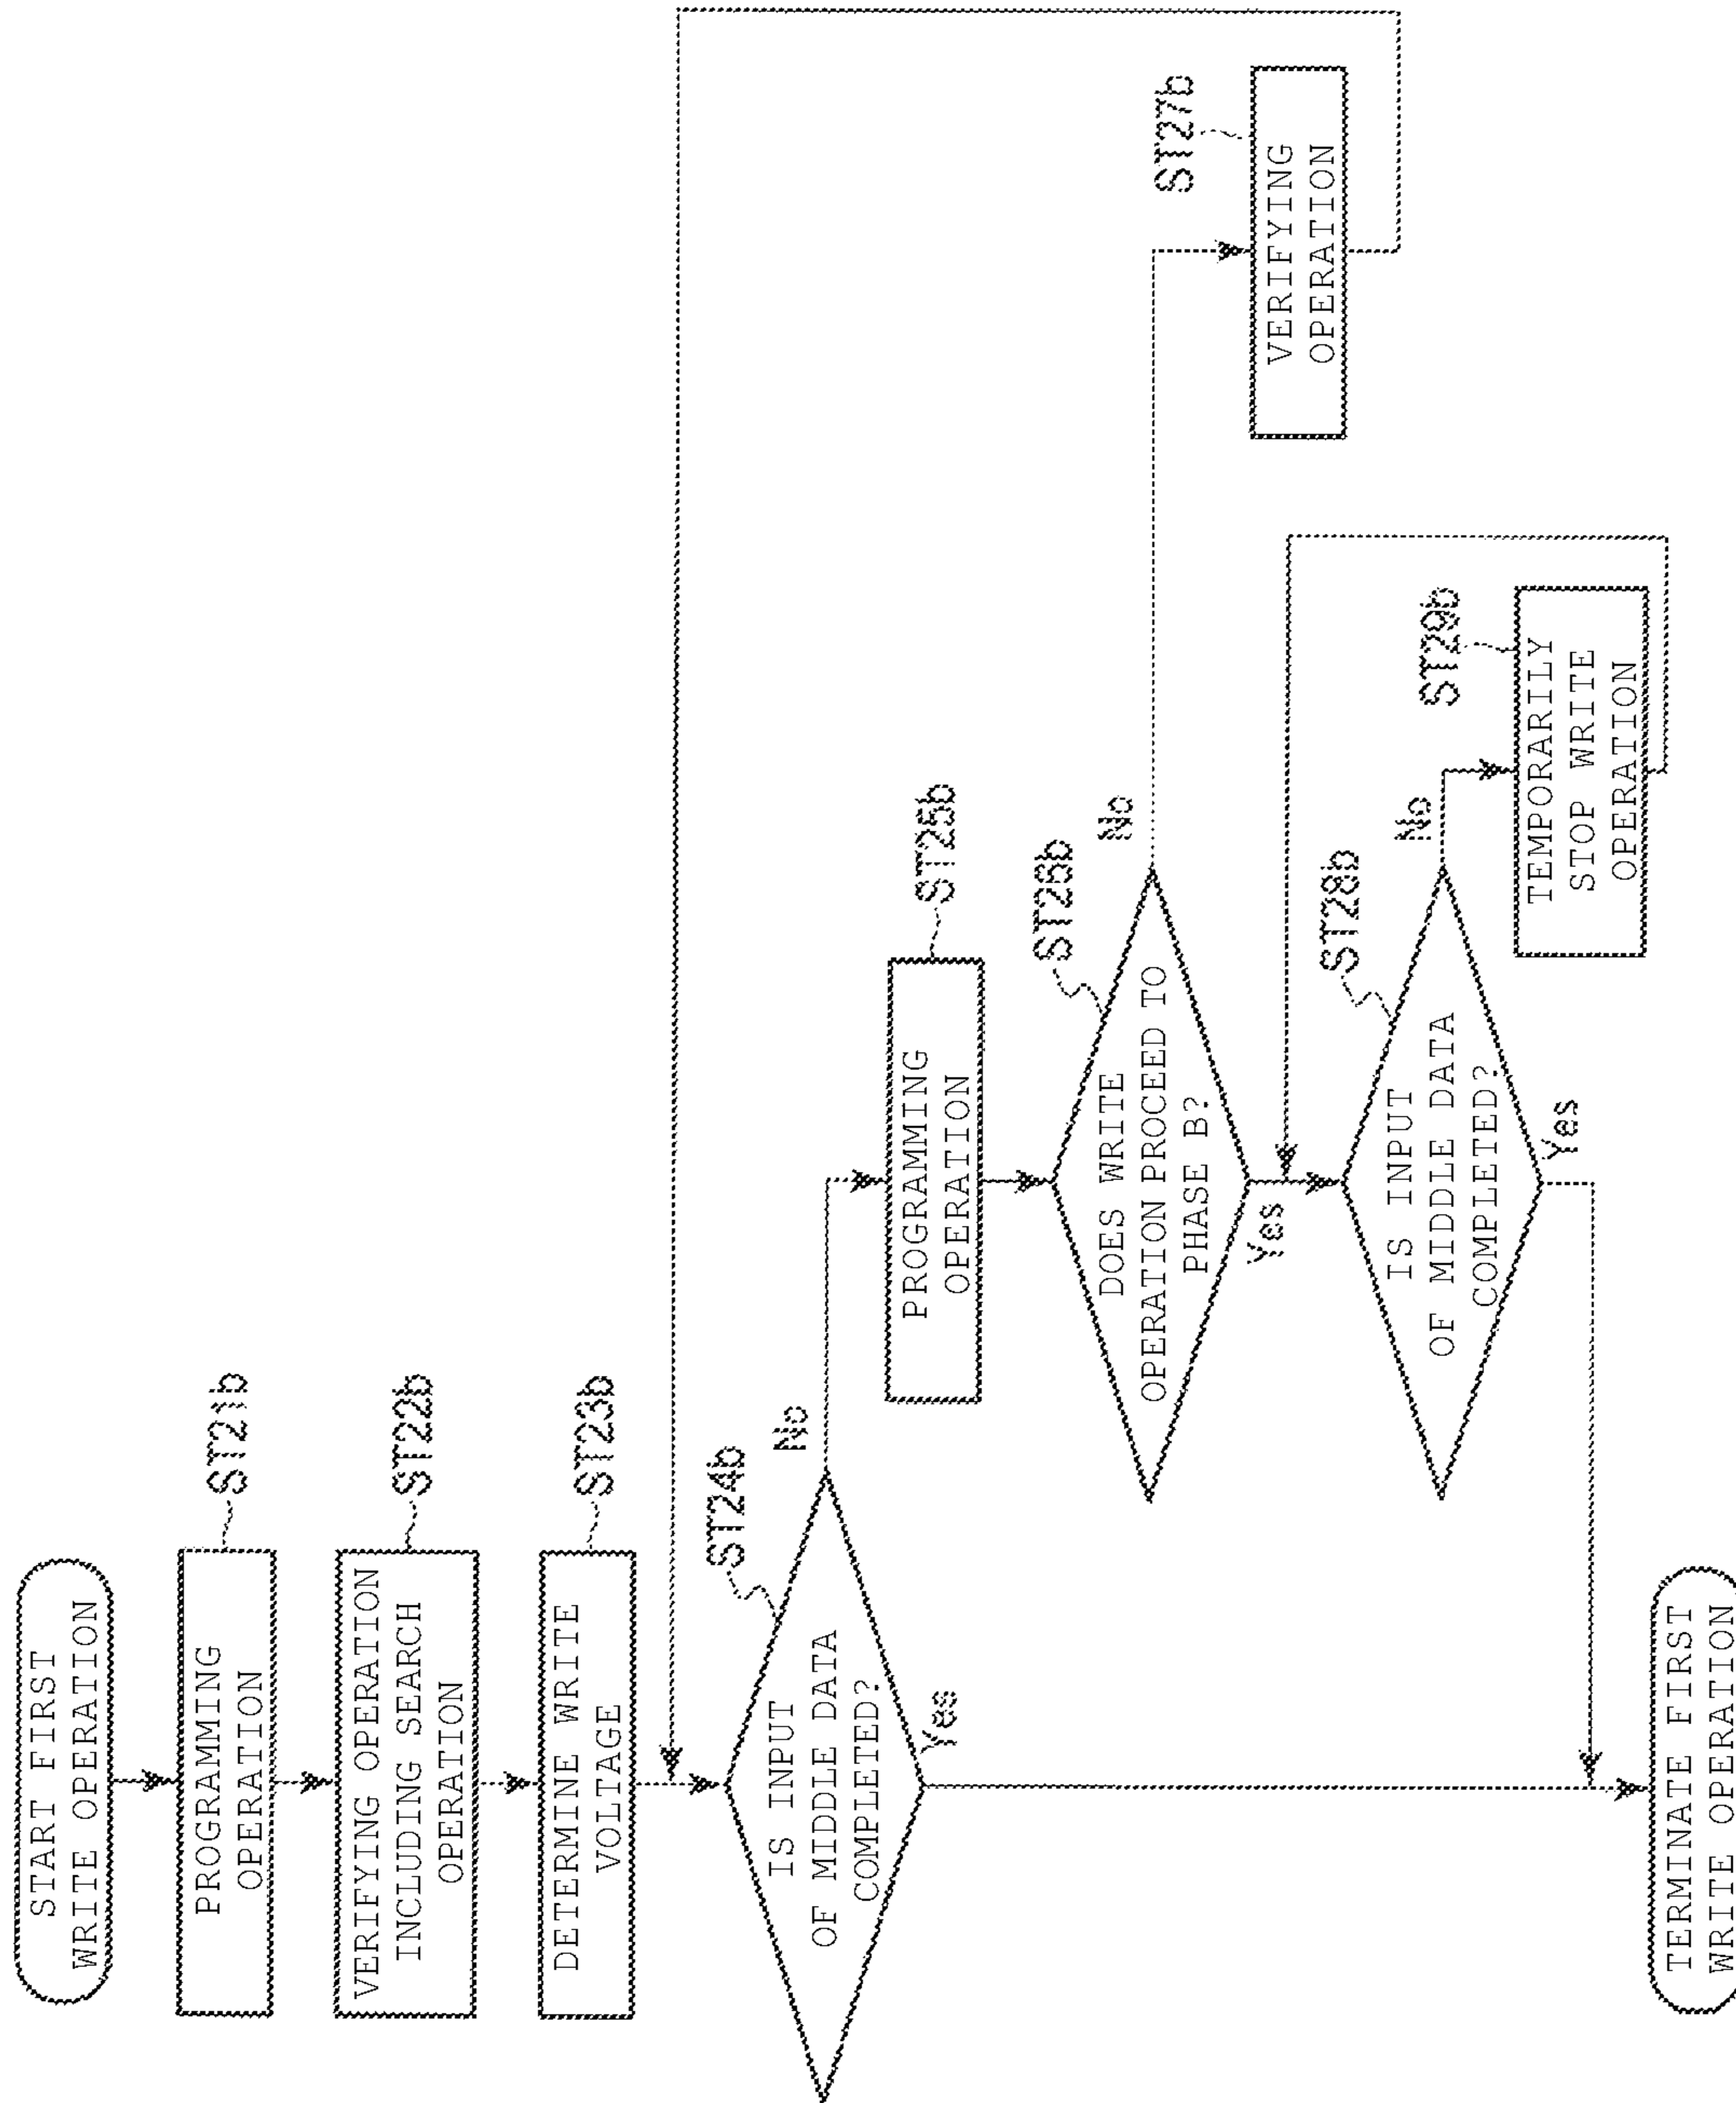 START FIRST
WRITE OPERATION
PROGRAMMING
OPERATION
ST21b
VERIFYING OPERATION
INCLUDING SEARCH
OPERATION
ST22b
DETERMINE WRITE
VOLTAGE
ST23b
ST24b
IS INPUT
OF MIDDLE DATA
COMPLETED?
No
Yes
PROGRAMMING
OPERATION
ST25b
ST26b
DOES WRITE
OPERATION PROCEED TO
PHASE B?
No
Yes
ST27b
VERIFYING
OPERATION
ST28b
IS INPUT
OF MIDDLE DATA
COMPLETED?
No
Yes
ST29b
TEMPORARILY
STOP WRITE
OPERATION
TERMINATE FIRST
WRITE OPERATION